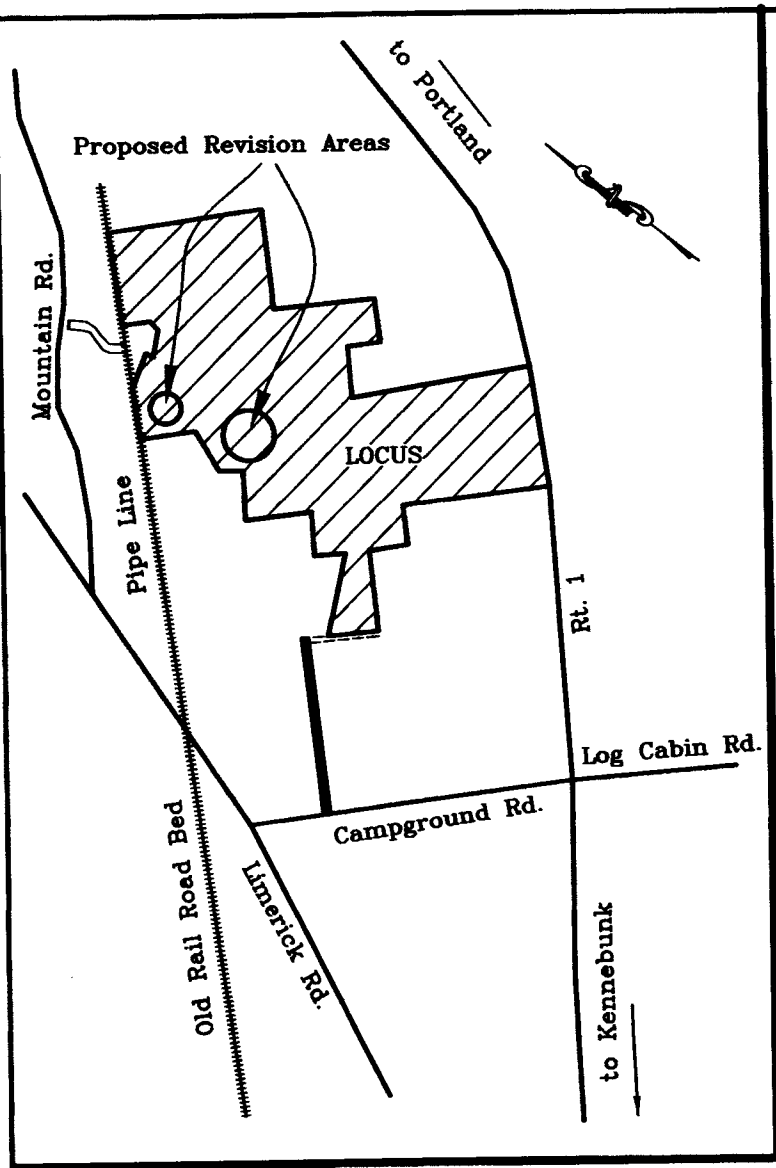 to Portland
Proposed Revision Areas
Mountain Rd.
LOCUS
Pipe Line
Rt. 1
Log Cabin Rd.
Campground Rd.
Old Rail Road Bed
Limerick Rd.
to Kennebunk